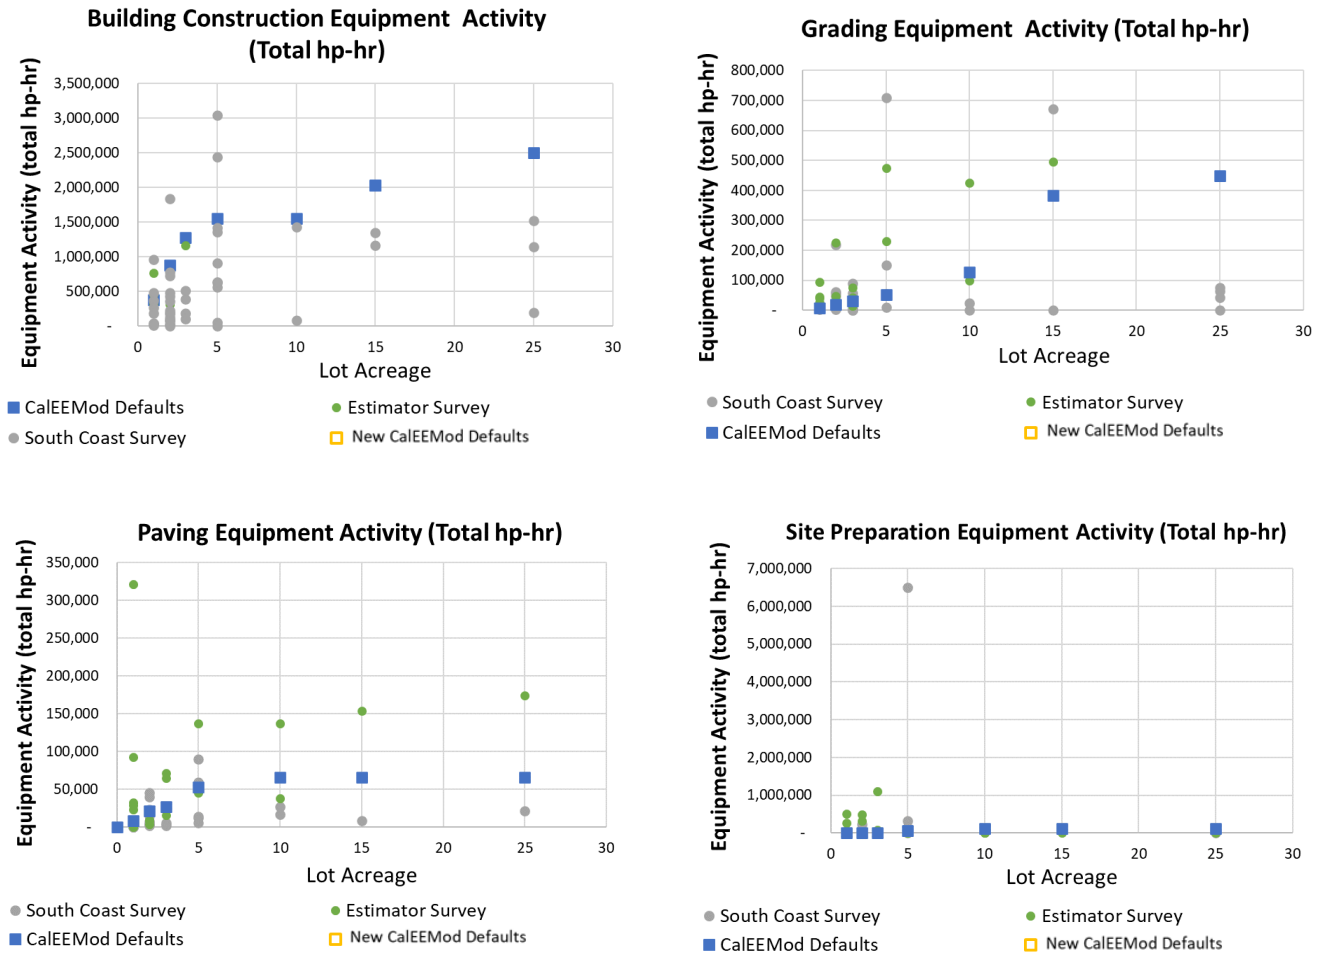 Building Construction Equipment Activity
(Total hp-hr)
Equipment Activity (total hp-hr)
3,500,000
3,000,000
2,500,000
2,000,000
1,500,000
1,000,000
500,000
-
0 5 10 15 20 25 30
Lot Acreage
CalEEMod Defaults
Estimator Survey
South Coast Survey
New CalEEMod Defaults
Grading Equipment Activity (Total hp-hr)
Equipment Activity (total hp-hr)
800,000
700,000
600,000
500,000
400,000
300,000
200,000
100,000
-
0 5 10 15 20 25 30
Lot Acreage
South Coast Survey
Estimator Survey
CalEEMod Defaults
New CalEEMod Defaults
Paving Equipment Activity (Total hp-hr)
Equipment Activity (total hp-hr)
350,000
300,000
250,000
200,000
150,000
100,000
50,000
-
0 5 10 15 20 25 30
Lot Acreage
South Coast Survey
Estimator Survey
CalEEMod Defaults
New CalEEMod Defaults
Site Preparation Equipment Activity (Total hp-hr)
Equipment Activity (total hp-hr)
7,000,000
6,000,000
5,000,000
4,000,000
3,000,000
2,000,000
1,000,000
-
0 5 10 15 20 25 30
Lot Acreage
South Coast Survey
Estimator Survey
CalEEMod Defaults
New CalEEMod Defaults